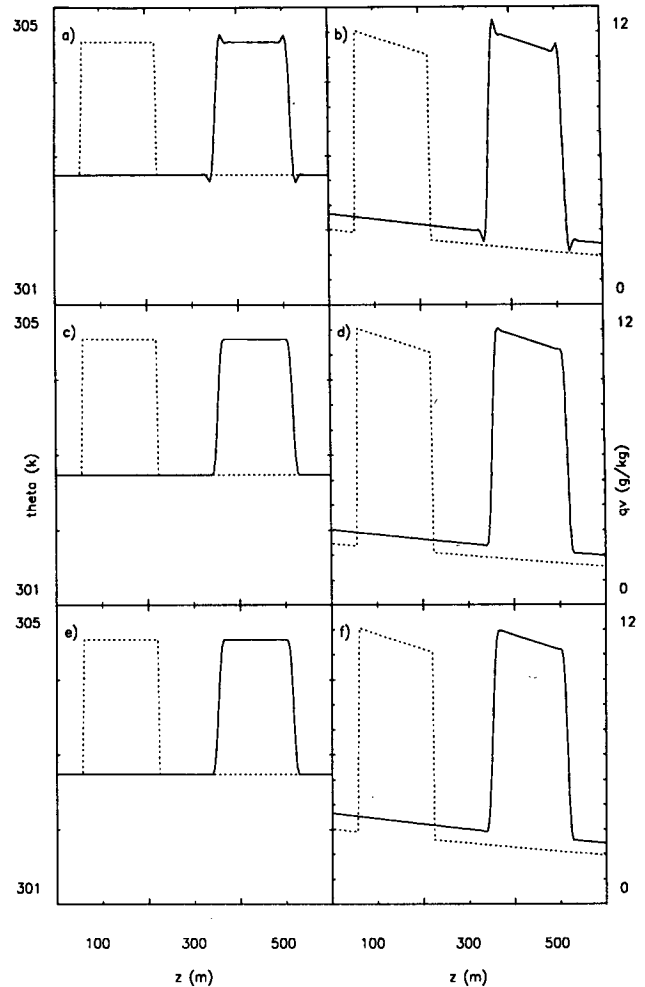 305
a)
b)
12
301
0
305
c)
d)
12
theta (k)
qv (g/kg)
301
0
305
e)
f)
12
301
0
100 300 500
100 300 500
z (m)
z (m)